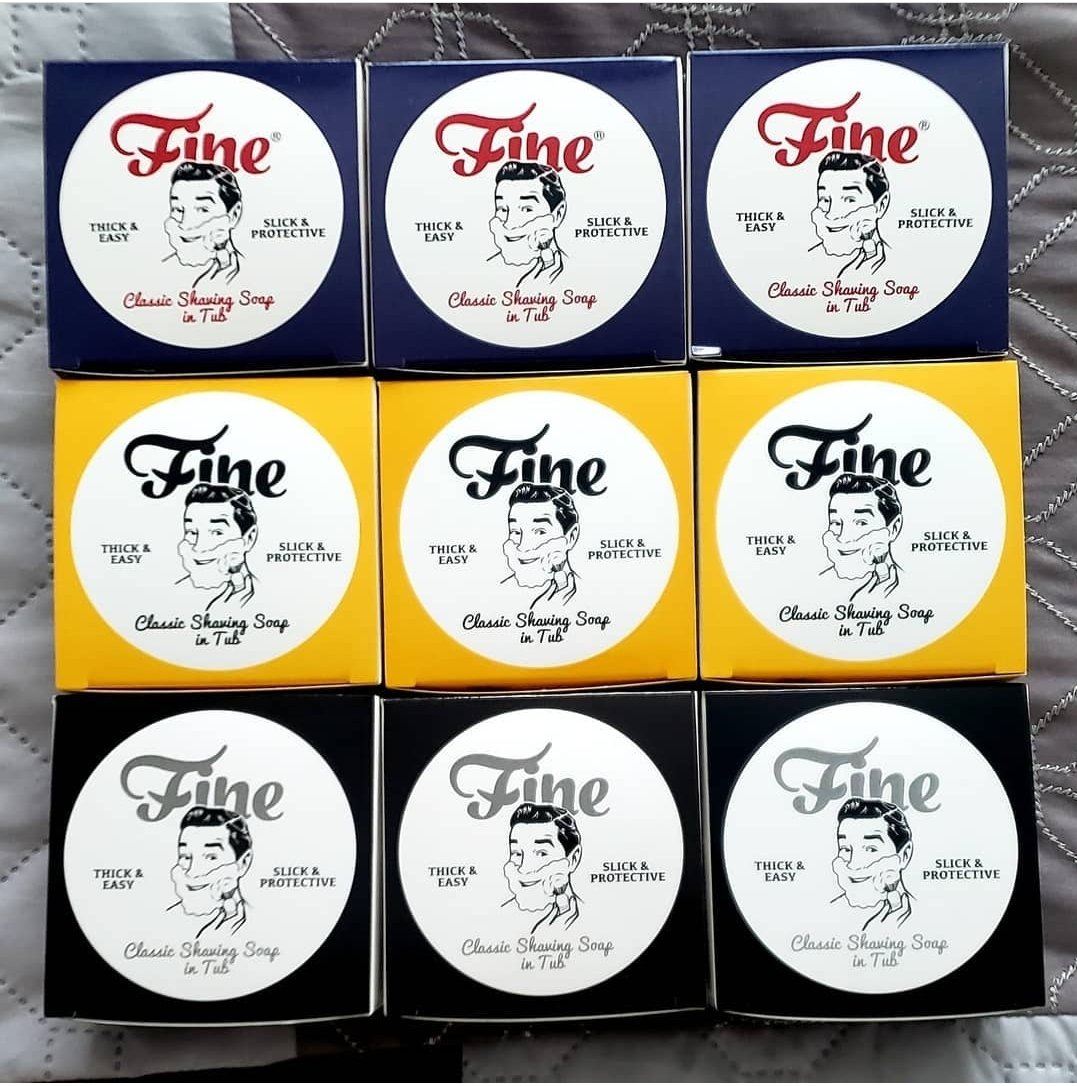 Fine®
THICK &
EASY
SLICK &
PROTECTIVE
Classic Shaving Soap
in Tub
Fine®
THICK &
EASY
SLICK &
PROTECTIVE
Classic Shaving Soap
in Tub
Fine®
THICK &
EASY
SLICK &
PROTECTIVE
Classic Shaving Soap
in Tub
Fine
THICK &
EASY
SLICK &
PROTECTIVE
Classic Shaving Soap
in Tub
Fine
THICK &
EASY
SLICK &
PROTECTIVE
Classic Shaving Soap
in Tub
Fine
THICK &
EASY
SLICK &
PROTECTIVE
Classic Shaving Soap
in Tub
Fine
THICK &
EASY
SLICK &
PROTECTIVE
Classic Shaving Soap
in Tub
Fine
THICK &
EASY
SLICK &
PROTECTIVE
Classic Shaving Soap
in Tub
Fine
THICK &
EASY
SLICK &
PROTECTIVE
Classic Shaving Soap
in Tub